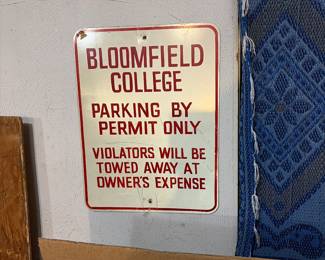 BLOOMFIELD
COLLEGE
PARKING BY
PERMIT ONLY
VIOLATORS WILL BE
TOWED AWAY AT
OWNER'S EXPENSE